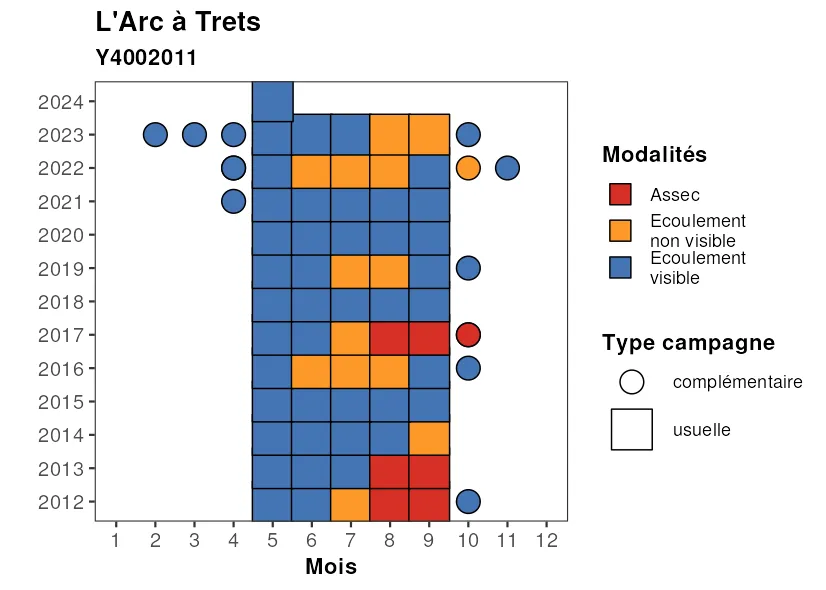 L'Arc à Trets
Y4002011
2024
2023
2022
2021
2020
2019
2018
2017
2016
2015
2014
2013
2012
1 2 3 4 5 6 7 8 9 10 11 12
Mois
Modalités
Assec
Ecoulement
non visible
Ecoulement
visible
Type campagne
complémentaire
usuelle